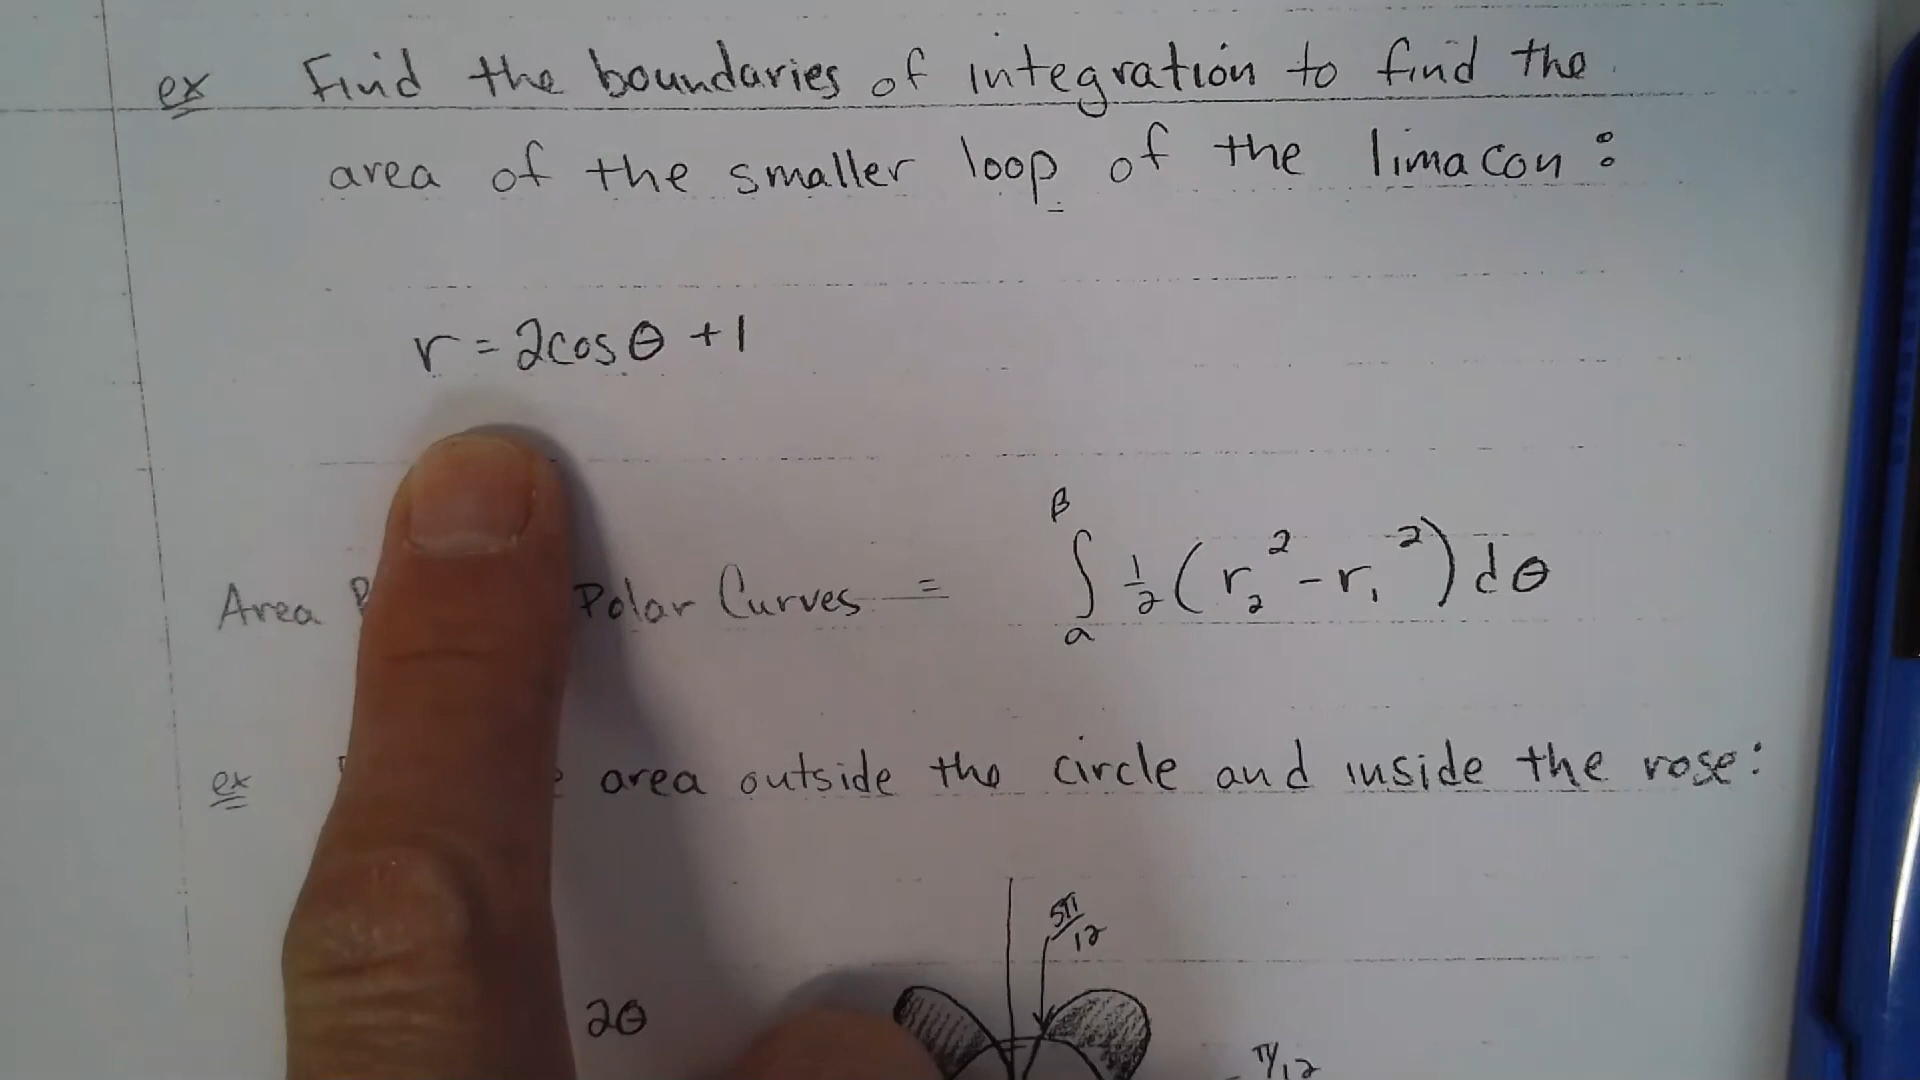 ex Find the boundaries of integration to find the
area of the smaller loop of the limacon:
r = 2cosθ + 1
Area Polar Curves = ∫ₐᵝ ½(r₂² - r₁²)dθ
ex area outside the circle and inside the rose:
5π/12
2θ
π/12